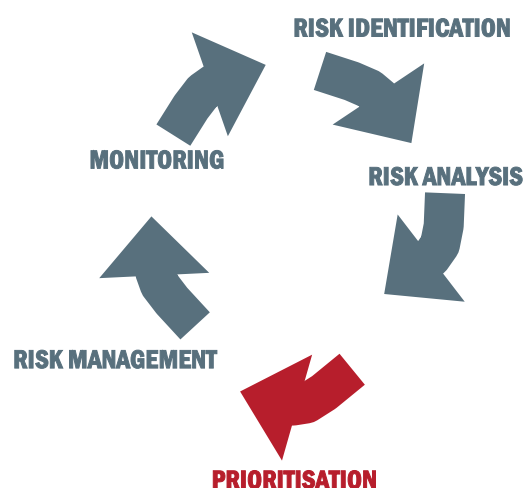 RISK IDENTIFICATION
MONITORING
RISK ANALYSIS
RISK MANAGEMENT
PRIORITISATION